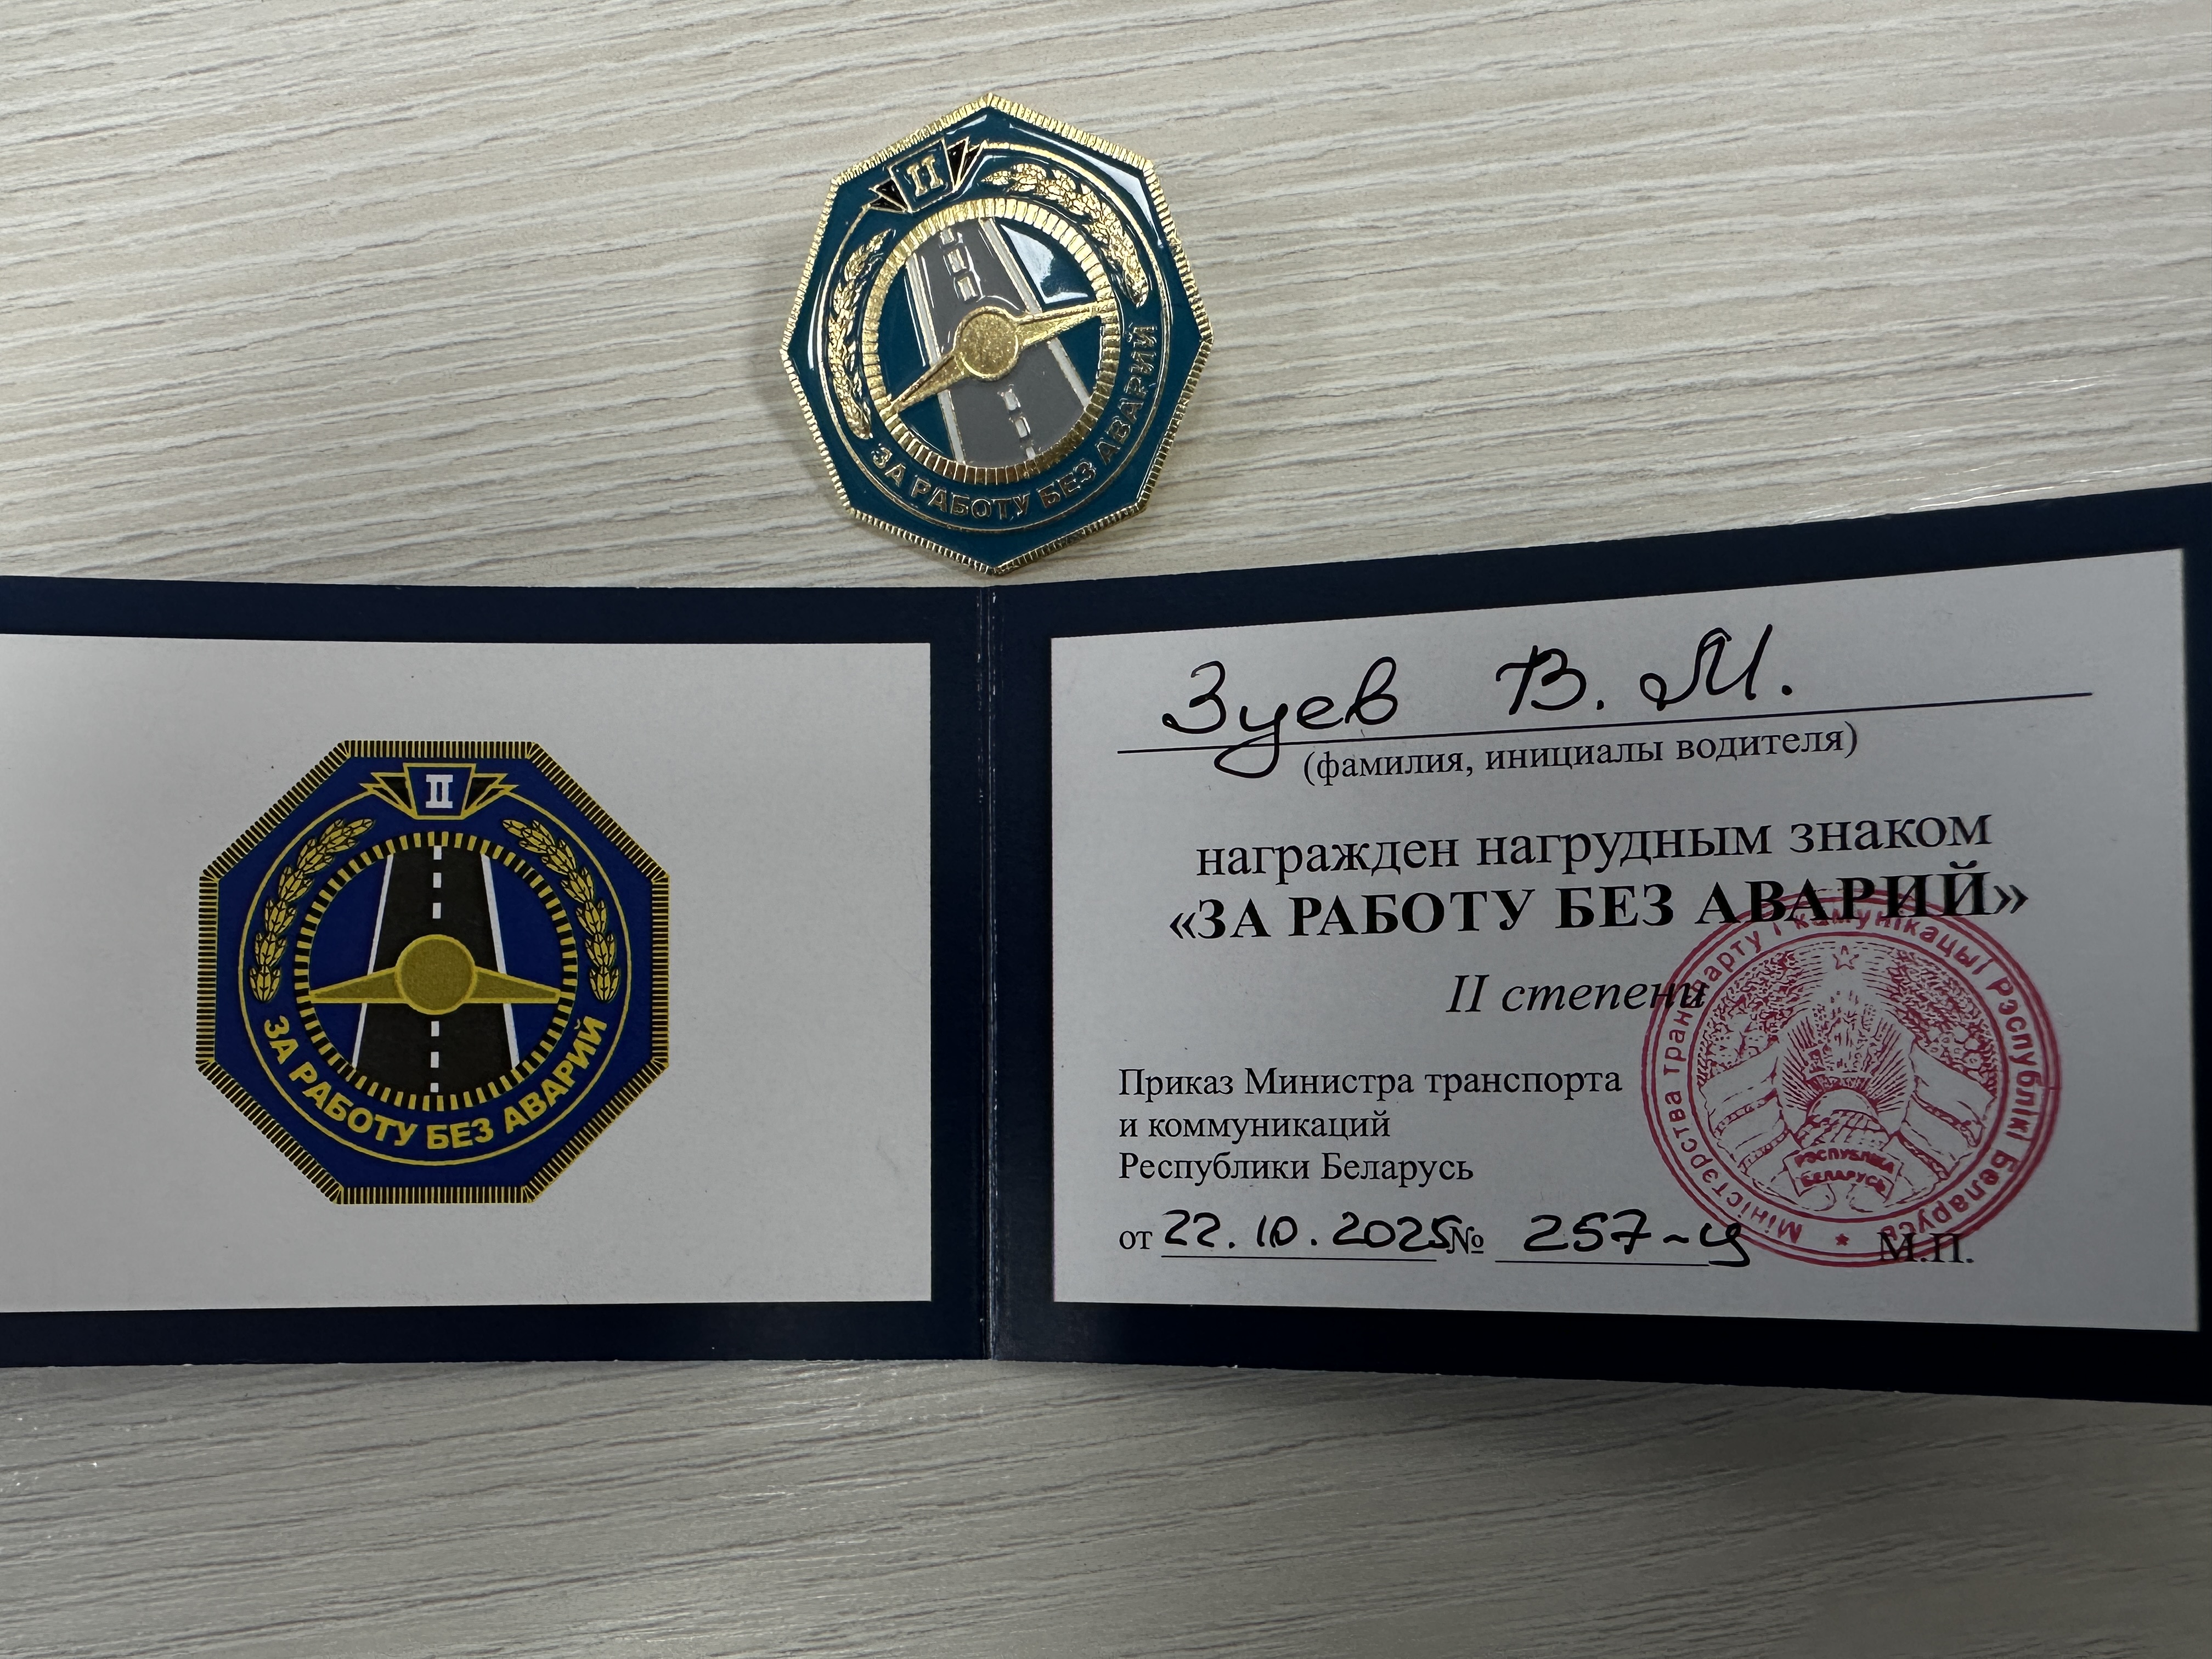 II
ЗА РАБОТУ БЕЗ АВАРИЙ
II
ЗА РАБОТУ БЕЗ АВАРИЙ
Зуев В. М.
(фамилия, инициалы водителя)
награжден нагрудным знаком
«ЗА РАБОТУ БЕЗ АВАРИЙ»
II степени
Приказ Министра транспорта
и коммуникаций
Республики Беларусь
от 22.10.2025 № 257-ц
М.П.
Міністэрства транспарту і камунікацый Рэспублікі Беларусь
РЭСПУБЛІКА
БЕЛАРУСЬ